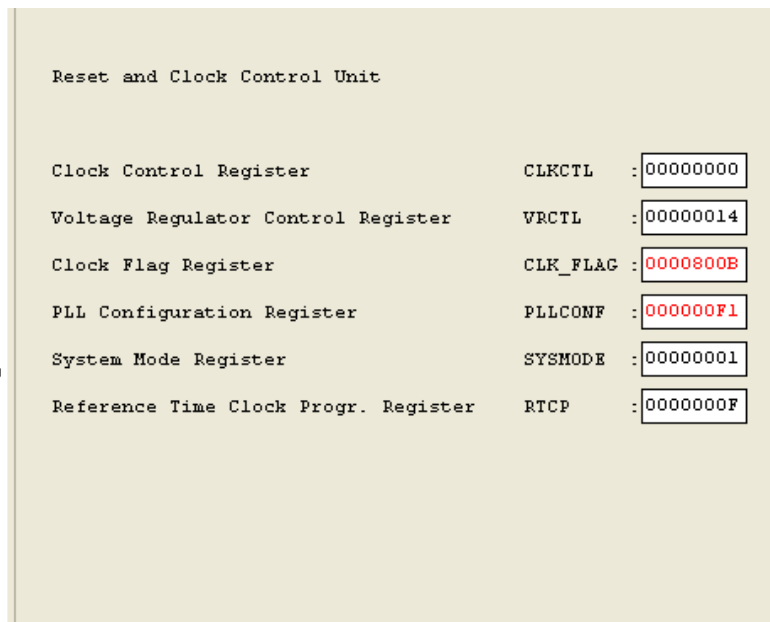 Reset and Clock Control Unit
Clock Control Register CLKCTL :00000000
Voltage Regulator Control Register VRCTL :00000014
Clock Flag Register CLK_FLAG :0000800B
PLL Configuration Register PLLCONF :000000F1
System Mode Register SYSMODE :00000001
Reference Time Clock Progr. Register RTCP :0000000F